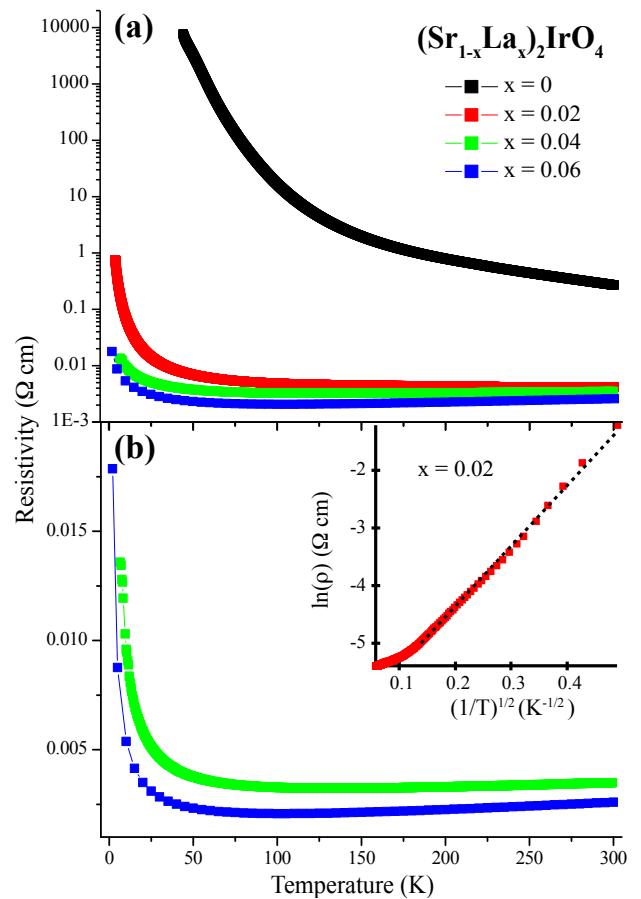 (a)
(Sr1-xLax)2IrO4
x = 0
x = 0.02
x = 0.04
x = 0.06
10000
1000
100
10
1
0.1
0.01
1E-3
Resistivity (Ω cm)
(b)
0.015
0.010
0.005
x = 0.02
-2
-3
-4
-5
ln(ρ) (Ω cm)
0.1 0.2 0.3 0.4
(1/T)1/2 (K-1/2)
0 50 100 150 200 250 300
Temperature (K)